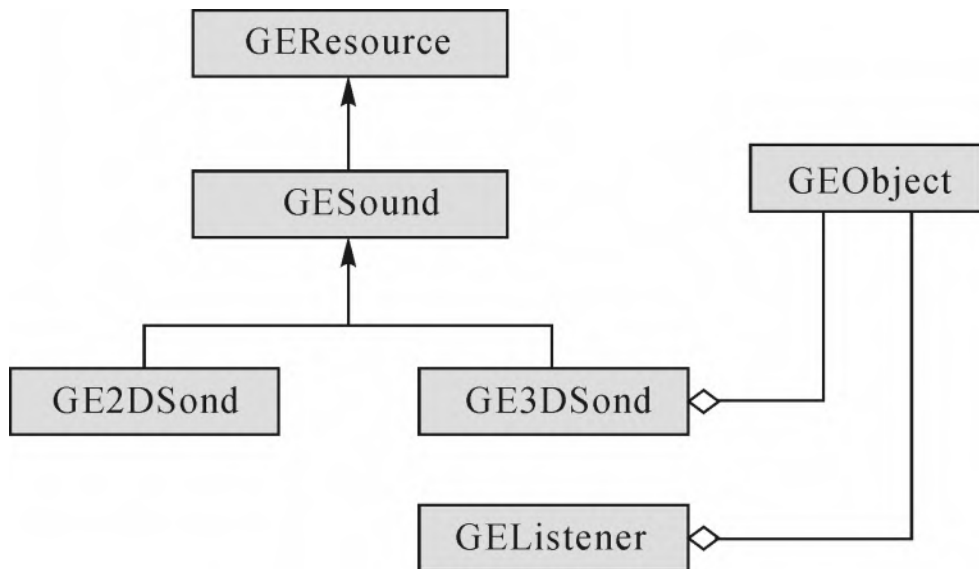 GEResource
GESound
GEObject
GE2DSond
GE3DSond
GEListener